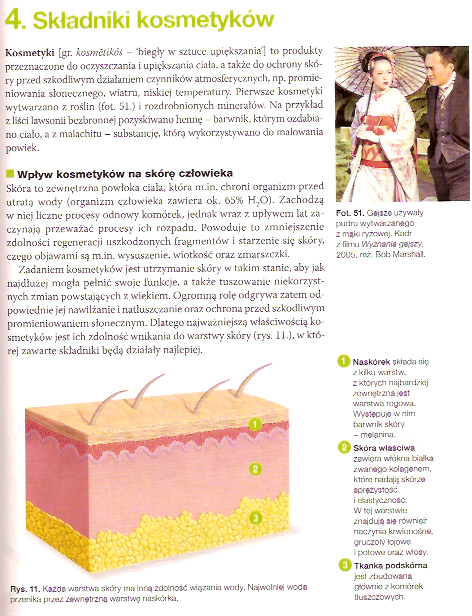 4. Składniki kosmetyków
Kosmetyki [gr. kosmētikós – 'biegły w sztuce upiększania'] to produkty
przeznaczone do oczyszczania i upiększania ciała, a także do ochrony skó-
ry przed szkodliwym działaniem czynników atmosferycznych, np. promie-
niowania słonecznego, wiatru, niskiej temperatury. Pierwsze kosmetyki
wytwarzano z roślin (fot. 51.) i rozdrobnionych minerałów. Na przykład
z liści lawsonii bezbronnej pozyskiwano hennę – barwnik, którym ozdabia-
no ciało, a z malachitu – substancję, którą wykorzystywano do malowania
powiek.
Wpływ kosmetyków na skórę człowieka
Skóra to zewnętrzna powłoka ciała, która m.in. chroni organizm przed
utratą wody (organizm człowieka zawiera ok. 65% H₂O). Zachodzą
w niej liczne procesy odnowy komórek, jednak wraz z upływem lat za-
czynają przeważać procesy ich rozpadu. Powoduje to zmniejszenie
zdolności regeneracji uszkodzonych fragmentów i starzenie się skóry,
czego objawami są m.in. wysuszenie, wiotkość oraz zmarszczki.
Zadaniem kosmetyków jest utrzymanie skóry w takim stanie, aby jak
najdłużej mogła pełnić swoje funkcje, a także tuszowanie niekorzyst-
nych zmian powstających z wiekiem. Ogromną rolę odgrywa zatem od-
powiednie jej nawilżanie i natłuszczanie oraz ochrona przed szkodliwym
promieniowaniem słonecznym. Dlatego najważniejszą właściwością ko-
smetyków jest ich zdolność wnikania do warstwy skóry (rys. 11.), w któ-
rej zawarte składniki będą działały najlepiej.
Fot. 51. Gejsze używały
pudru wytwarzanego
z mąki ryżowej. Kadr
z filmu Wyznania gejszy,
2005, reż. Bob Marshall.
1 Naskórek składa się
z kilku warstw,
z których najbardziej
zewnętrzna jest
warstwa rogowa.
Występuje w nim
barwnik skóry
– melanina.
2 Skóra właściwa
zawiera włókna białka
zwanego kolagenem,
które nadają skórze
sprężystość
i elastyczność.
W tej warstwie
znajdują się również
naczynia krwionośne,
gruczoły łojowe
i potowe oraz włosy.
3 Tkanka podskórna
jest zbudowana
głównie z komórek
tłuszczowych.
1
2
3
Rys. 11. Każda warstwa skóry ma inną zdolność wiązania wody. Najwolniej woda
przenika przez zewnętrzną warstwę naskórka.